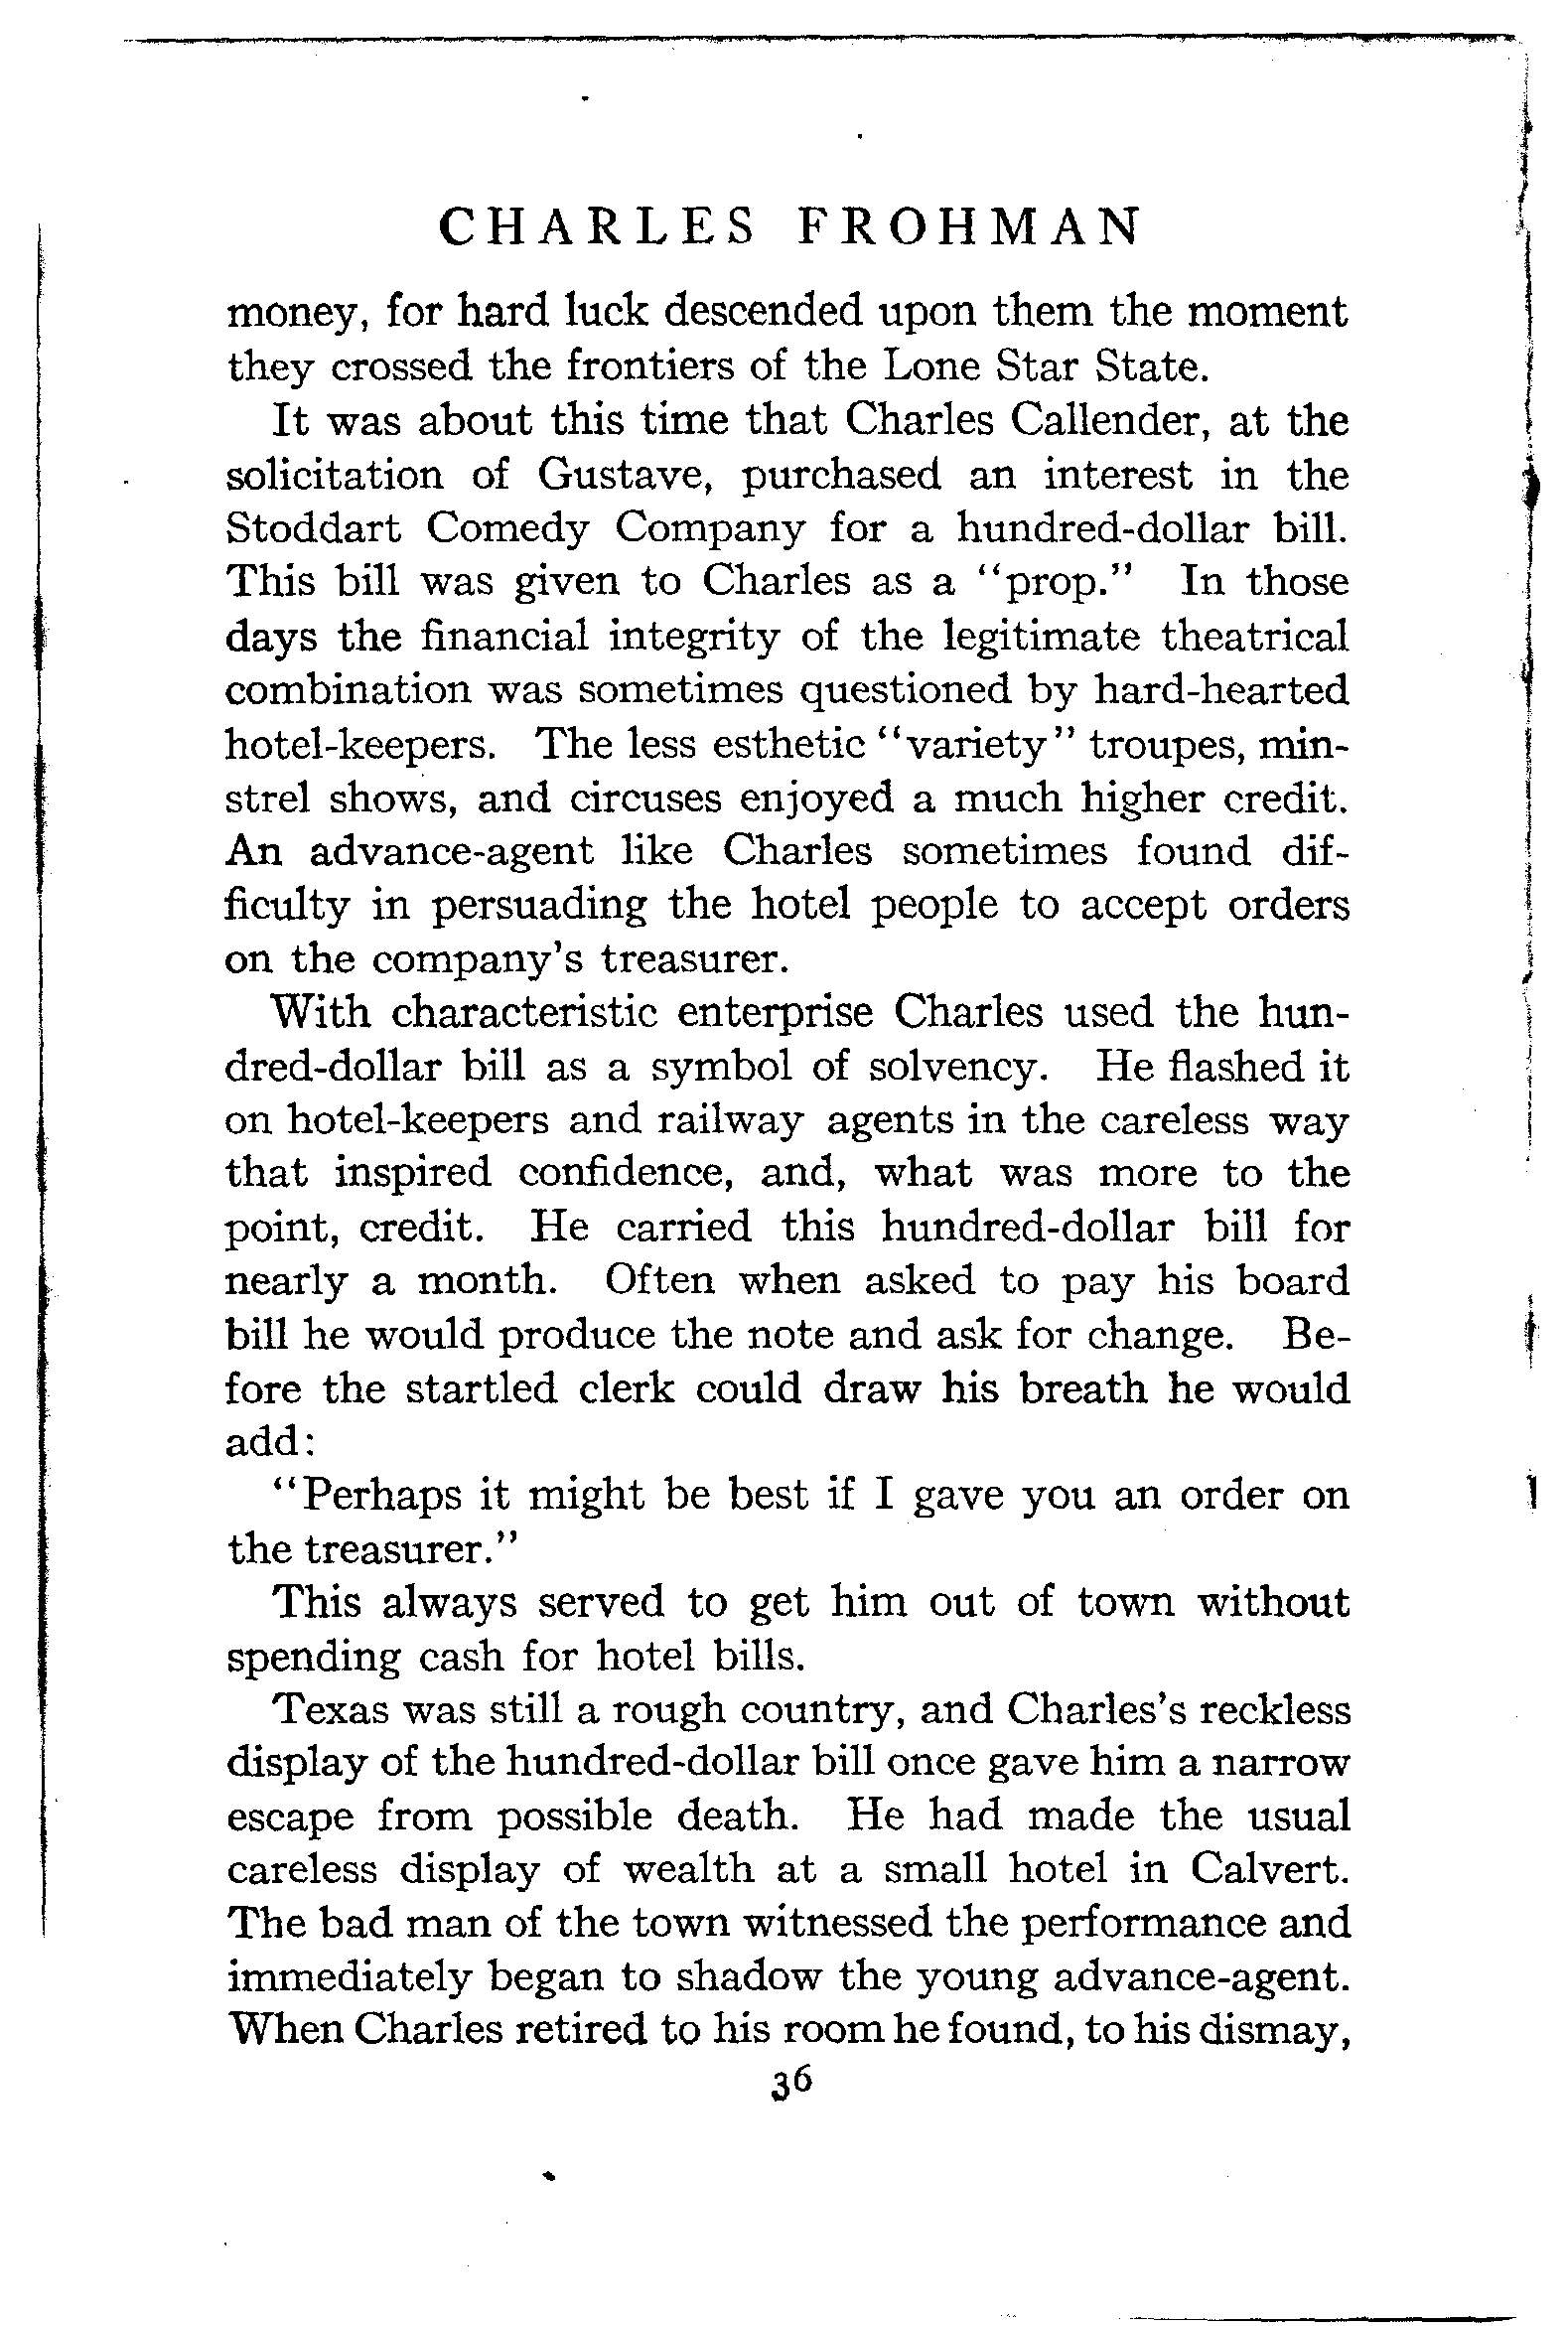 CHARLES FROHMAN
money, for hard luck descended upon them the moment
they crossed the frontiers of the Lone Star State.
It was about this time that Charles Callender, at the
solicitation of Gustave, purchased an interest in the
Stoddart Comedy Company for a hundred-dollar bill.
This bill was given to Charles as a “prop.” In those
days the financial integrity of the legitimate theatrical
combination was sometimes questioned by hard-hearted
hotel-keepers. The less esthetic “variety” troupes, min-
strel shows, and circuses enjoyed a much higher credit.
An advance-agent like Charles sometimes found dif-
ficulty in persuading the hotel people to accept orders
on the company’s treasurer.
With characteristic enterprise Charles used the hun-
dred-dollar bill as a symbol of solvency. He flashed it
on hotel-keepers and railway agents in the careless way
that inspired confidence, and, what was more to the
point, credit. He carried this hundred-dollar bill for
nearly a month. Often when asked to pay his board
bill he would produce the note and ask for change. Be-
fore the startled clerk could draw his breath he would
add:
“Perhaps it might be best if I gave you an order on
the treasurer.”
This always served to get him out of town without
spending cash for hotel bills.
Texas was still a rough country, and Charles’s reckless
display of the hundred-dollar bill once gave him a narrow
escape from possible death. He had made the usual
careless display of wealth at a small hotel in Calvert.
The bad man of the town witnessed the performance and
immediately began to shadow the young advance-agent.
When Charles retired to his room he found, to his dismay,
36